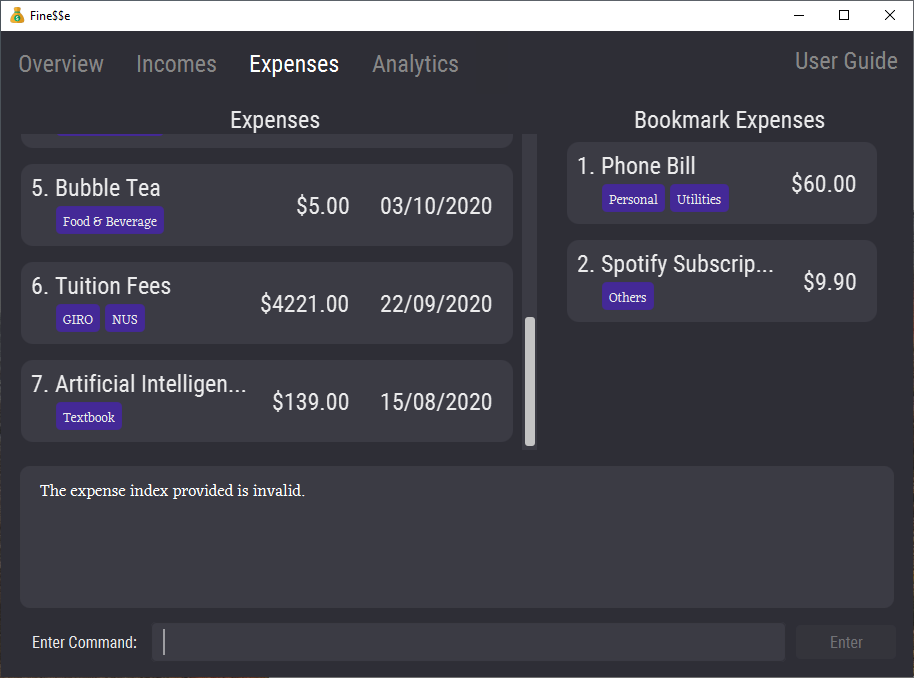 Fine$$e
Overview Incomes Expenses Analytics User Guide
Expenses
5. Bubble Tea
Food & Beverage
$5.00 03/10/2020
6. Tuition Fees
GIRO NUS
$4221.00 22/09/2020
7. Artificial Intelligen...
Textbook
$139.00 15/08/2020
Bookmark Expenses
1. Phone Bill
Personal Utilities
$60.00
2. Spotify Subscrip...
Others
$9.90
The expense index provided is invalid.
Enter Command: Enter